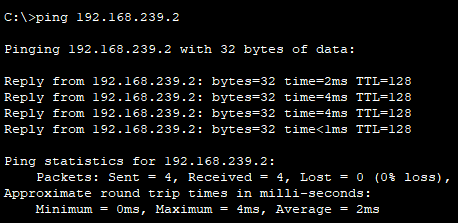 C:\>ping 192.168.239.2
Pinging 192.168.239.2 with 32 bytes of data:
Reply from 192.168.239.2: bytes=32 time=2ms TTL=128
Reply from 192.168.239.2: bytes=32 time=4ms TTL=128
Reply from 192.168.239.2: bytes=32 time=4ms TTL=128
Reply from 192.168.239.2: bytes=32 time<1ms TTL=128
Ping statistics for 192.168.239.2:
    Packets: Sent = 4, Received = 4, Lost = 0 (0% loss),
Approximate round trip times in milli-seconds:
    Minimum = 0ms, Maximum = 4ms, Average = 2ms